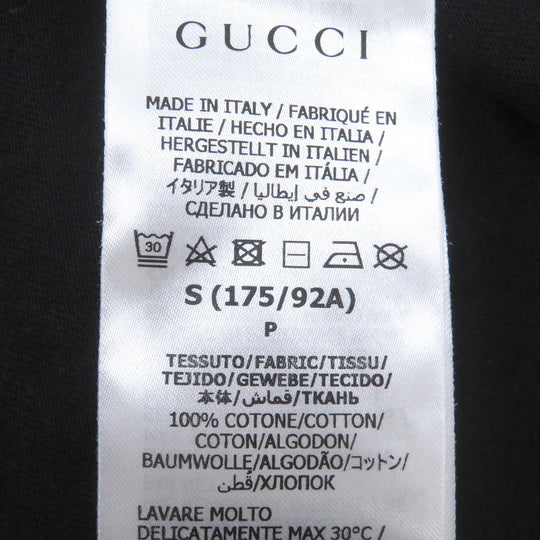 GUCCI
MADE IN ITALY / FABRIQUÉ EN
ITALIE / HECHO EN ITALIA /
HERGESTELLT IN ITALIEN /
FABRICADO EM ITÁLIA /
イタリア製 / صنع في إيطاليا /
СДЕЛАНО В ИТАЛИИ
30
S (175/92A)
P
TESSUTO/FABRIC/TISSU/
TEJIDO/GEWEBE/TECIDO/
本体/قماش/ТКАНЬ
100% COTONE/COTTON/
COTON/ALGODON/
BAUMWOLLE/ALGODÃO/コットン/
قُطن/ХЛОПОК
LAVARE MOLTO
DELICATAMENTE MAX 30°C /